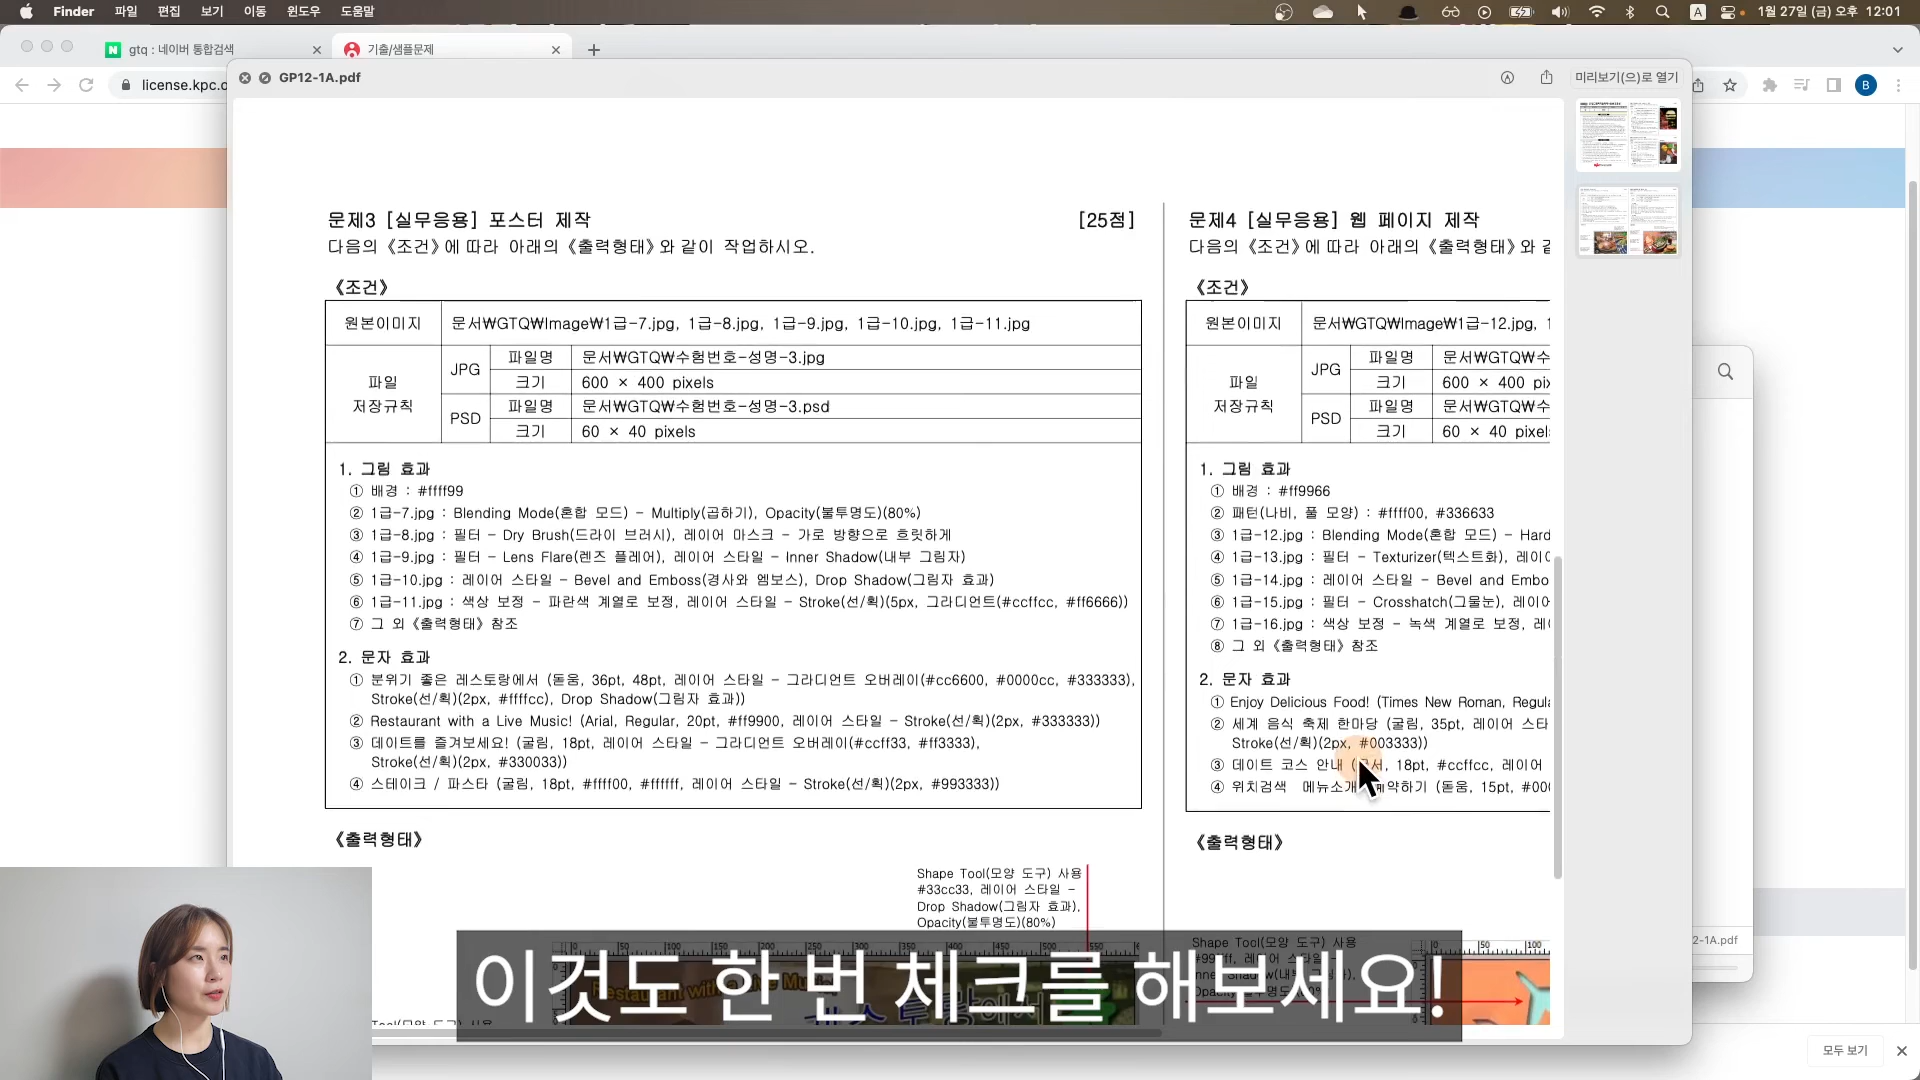 Finder 파일 편집 보기 이동 윈도우 도움말
A 1월 27일 (금) 오후 12:01
N gtq : 네이버 통합검색
기출/샘플문제
license.kpc.o
B
GP12-1A.pdf
미리보기(으)로 열기
문제3 [실무응용] 포스터 제작 [25점]
다음의 《조건》에 따라 아래의 《출력형태》와 같이 작업하시오.
《조건》
원본이미지 문서₩GTQ₩Image₩1급-7.jpg, 1급-8.jpg, 1급-9.jpg, 1급-10.jpg, 1급-11.jpg
파일 저장규칙
JPG 파일명 문서₩GTQ₩수험번호-성명-3.jpg
크기 600 × 400 pixels
PSD 파일명 문서₩GTQ₩수험번호-성명-3.psd
크기 60 × 40 pixels
1. 그림 효과
① 배경 : #ffff99
② 1급-7.jpg : Blending Mode(혼합 모드) - Multiply(곱하기), Opacity(불투명도)(80%)
③ 1급-8.jpg : 필터 - Dry Brush(드라이 브러시), 레이어 마스크 - 가로 방향으로 흐릿하게
④ 1급-9.jpg : 필터 - Lens Flare(렌즈 플레어), 레이어 스타일 - Inner Shadow(내부 그림자)
⑤ 1급-10.jpg : 레이어 스타일 - Bevel and Emboss(경사와 엠보스), Drop Shadow(그림자 효과)
⑥ 1급-11.jpg : 색상 보정 - 파란색 계열로 보정, 레이어 스타일 - Stroke(선/획)(5px, 그라디언트(#ccffcc, #ff6666))
⑦ 그 외 《출력형태》 참조
2. 문자 효과
① 분위기 좋은 레스토랑에서 (돋움, 36pt, 48pt, 레이어 스타일 - 그라디언트 오버레이(#cc6600, #0000cc, #333333),
Stroke(선/획)(2px, #ffffcc), Drop Shadow(그림자 효과))
② Restaurant with a Live Music! (Arial, Regular, 20pt, #ff9900, 레이어 스타일 - Stroke(선/획)(2px, #333333))
③ 데이트를 즐겨보세요! (굴림, 18pt, 레이어 스타일 - 그라디언트 오버레이(#ccff33, #ff3333),
Stroke(선/획)(2px, #330033))
④ 스테이크 / 파스타 (굴림, 18pt, #ffff00, #ffffff, 레이어 스타일 - Stroke(선/획)(2px, #993333))
《출력형태》
Shape Tool(모양 도구) 사용
#33cc33, 레이어 스타일 -
Drop Shadow(그림자 효과),
Opacity(불투명도)(80%)
문제4 [실무응용] 웹 페이지 제작
다음의 《조건》에 따라 아래의 《출력형태》와 같
《조건》
원본이미지 문서₩GTQ₩Image₩1급-12.jpg, 1
파일 저장규칙
JPG 파일명 문서₩GTQ₩수
크기 600 × 400 pix
PSD 파일명 문서₩GTQ₩수
크기 60 × 40 pixel
1. 그림 효과
① 배경 : #ff9966
② 패턴(나비, 풀 모양) : #ffff00, #336633
③ 1급-12.jpg : Blending Mode(혼합 모드) - Hard
④ 1급-13.jpg : 필터 - Texturizer(텍스트화), 레이어
⑤ 1급-14.jpg : 레이어 스타일 - Bevel and Embo
⑥ 1급-15.jpg : 필터 - Crosshatch(그물눈), 레이어
⑦ 1급-16.jpg : 색상 보정 - 녹색 계열로 보정, 레
⑧ 그 외 《출력형태》 참조
2. 문자 효과
① Enjoy Delicious Food! (Times New Roman, Regula
② 세계 음식 축제 한마당 (굴림, 35pt, 레이어 스타
Stroke(선/획)(2px, #003333))
③ 데이트 코스 안내 18pt, #ccffcc, 레이어
④ 위치검색 메뉴소개 (돋움, 15pt, #000
《출력형태》
Shape Tool(모양 도구) 사용
2-1A.pdf
이것도 한 번 체크를 해보세요!
모두 보기